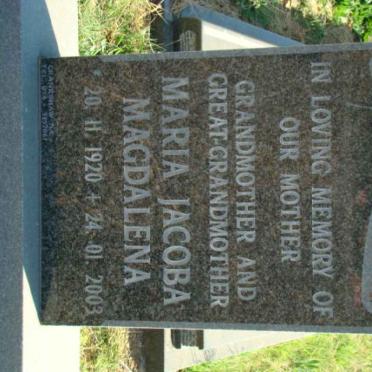 IN LOVING MEMORY OF
OUR MOTHER
GRANDMOTHER AND
GREAT-GRANDMOTHER
MARIA JACOBA
MAGDALENA
* 20·11·1920 + 24·01·2003